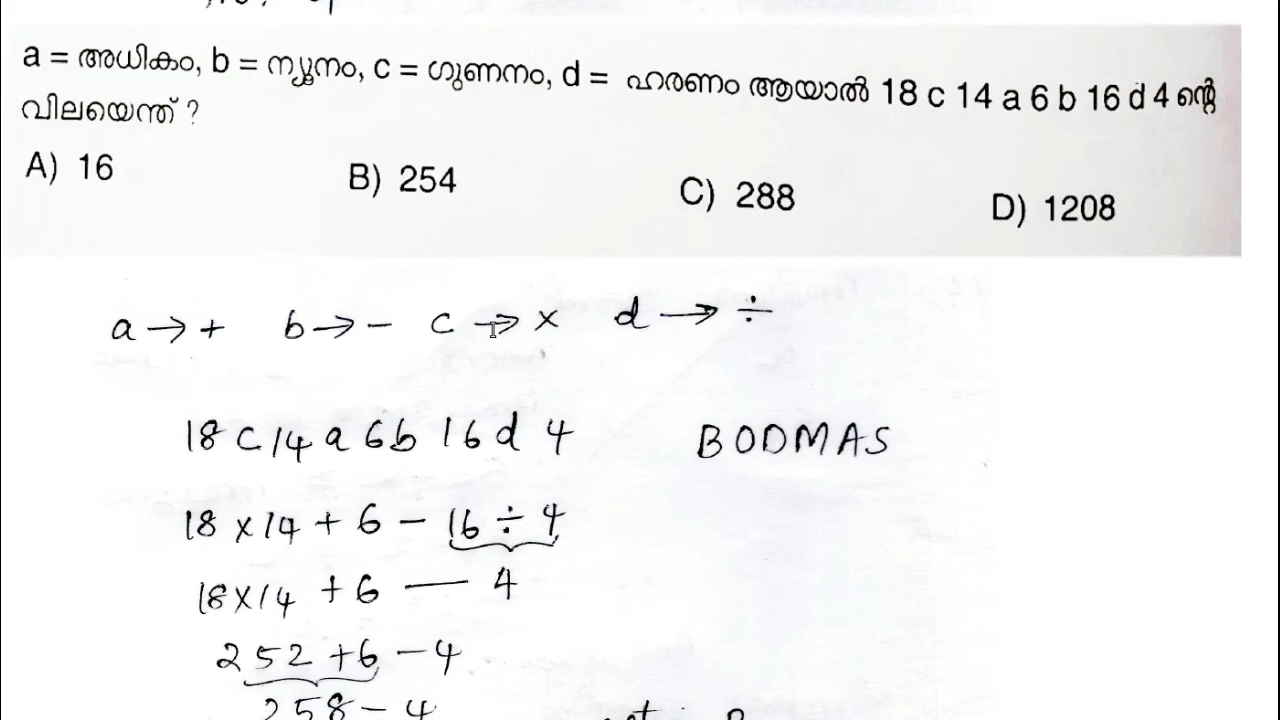 a = അധികം, b = ന്യൂനം, c = ഗുണനം, d = ഹരണം ആയാൽ 18 c 14 a 6 b 16 d 4 ന്റെ
വിലയെന്ത് ?
A) 16 B) 254 C) 288 D) 1208
a → + b → - c → × d → ÷
18 c 14 a 6 b 16 d 4 BODMAS
18 × 14 + 6 - 16 ÷ 4
18 × 14 + 6 — 4
252 + 6 - 4
258 - 4